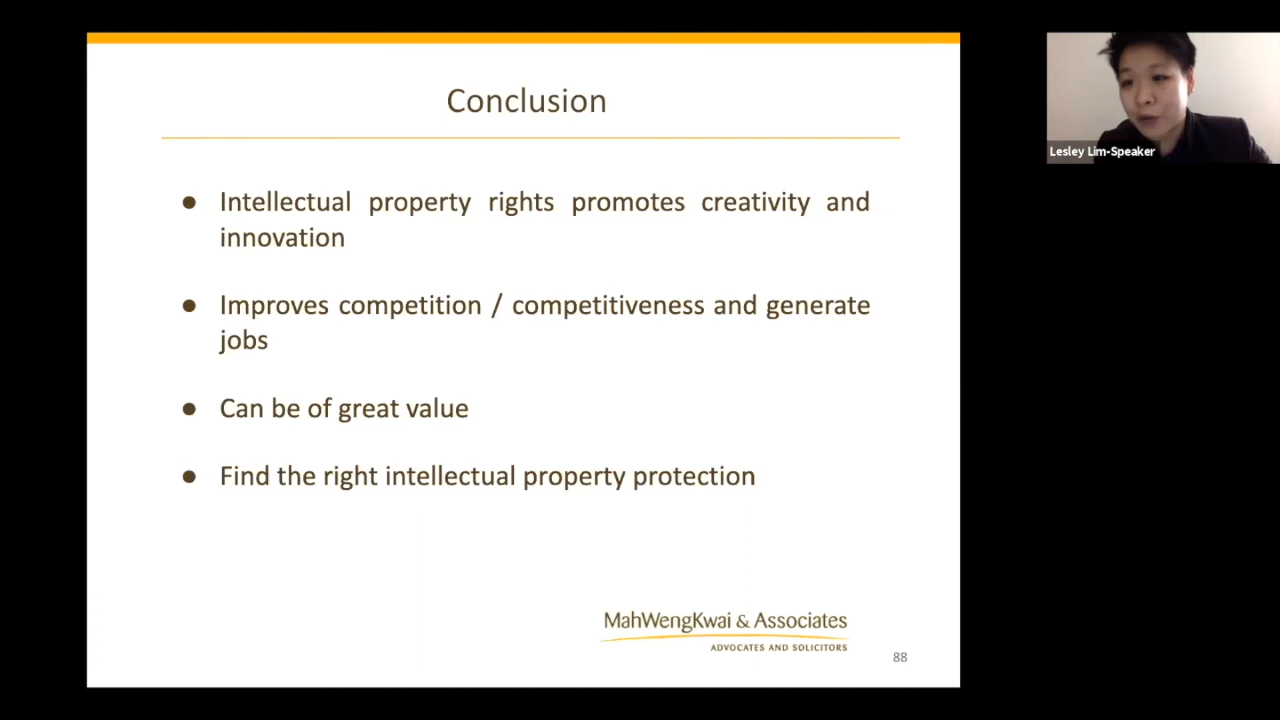 Conclusion
● Intellectual property rights promotes creativity and
innovation
● Improves competition / competitiveness and generate
jobs
● Can be of great value
● Find the right intellectual property protection
MahWengKwai & Associates
ADVOCATES AND SOLICITORS
88
Lesley Lim-Speaker